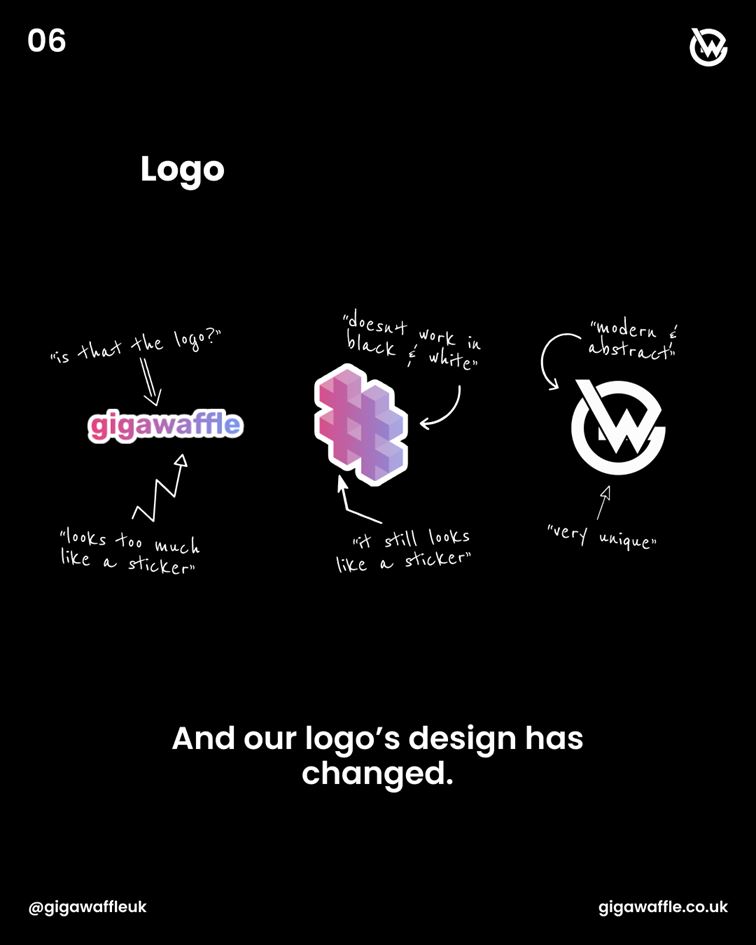 06
Logo
"is that the logo?"
gigawaffle
"looks too much
like a sticker"
"doesn't work in
black & white"
"it still looks
like a sticker"
"modern &
abstract"
"very unique"
And our logo's design has
changed.
@gigawaffleuk
gigawaffle.co.uk